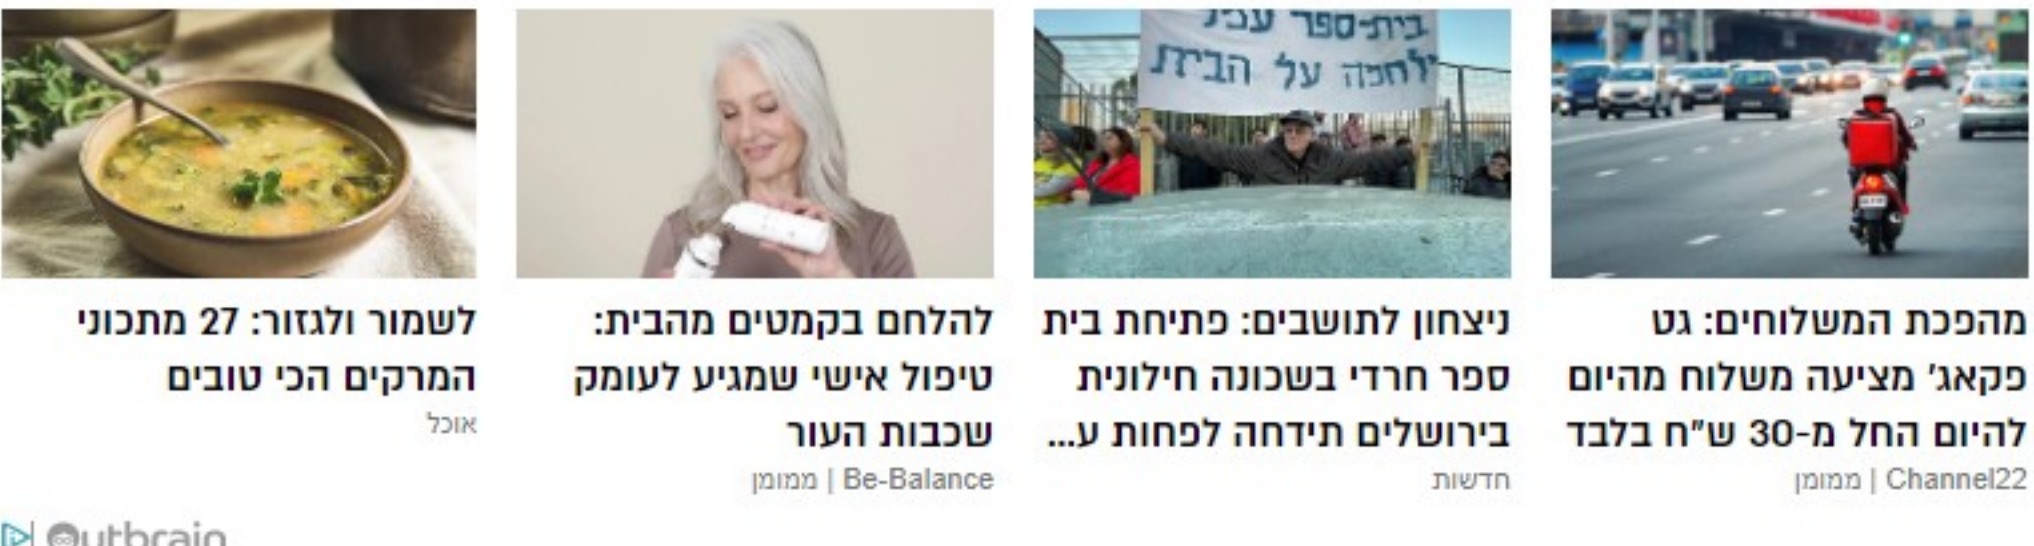 בית-ספר
על הבית
מהפכת המשלוחים: גט
פקאג' מציעה משלוח מהיום
להיום החל מ-30 ש"ח בלבד
Channel22 | ממומן
ניצחון לתושבים: פתיחת בית
ספר חרדי בשכונה חילונית
בירושלים תידחה לפחות ע...
חדשות
להלחם בקמטים מהבית:
טיפול אישי שמגיע לעומק
שכבות העור
Be-Balance | ממומן
לשמור ולגזור: 27 מתכוני
המרקים הכי טובים
אוכל
Outbrain